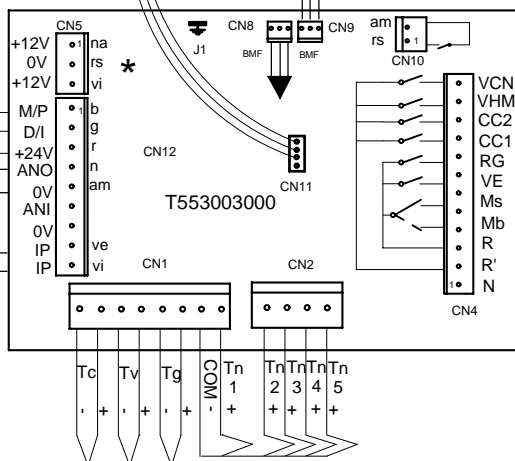 CN5
+12V 1 na
0V rs
+12V vi
*
J1
CN8
CN9
BMF
BMF
am
rs 1
CN10
M/P 1 b
D/I g
+24V r
ANO n
0V am
ANI
0V
IP ve
IP vi
CN12
CN11
T553003000
VCN
VHM
CC2
CC1
RG
VE
Ms
Mb
R
R'
1 N
CN4
CN1
CN2
Tc
- +
Tv
- +
Tg
- +
COM -
Tn 1 +
Tn 2 +
Tn 3 +
Tn 4 +
Tn 5 +